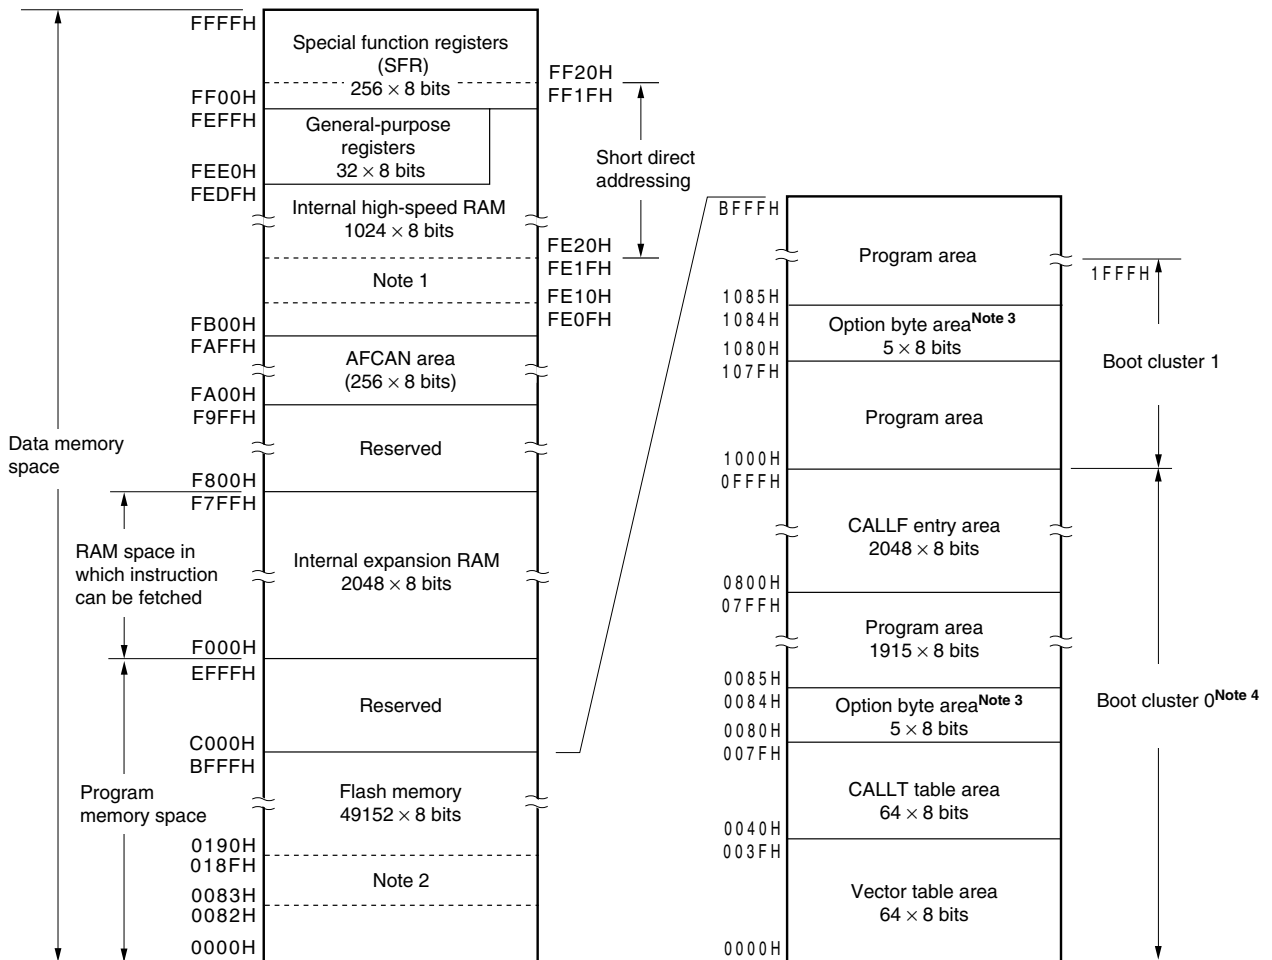 FFFFH
Special function registers
(SFR)
256 × 8 bits
FF20H
FF1FH
FF00H
FEFFH
General-purpose
registers
32 × 8 bits
FEE0H
FEDFH
Short direct
addressing
Internal high-speed RAM
1024 × 8 bits
FE20H
FE1FH
Note 1
FE10H
FE0FH
FB00H
FAFFH
AFCAN area
(256 × 8 bits)
FA00H
F9FFH
Reserved
Data memory
space
F800H
F7FFH
RAM space in
which instruction
can be fetched
Internal expansion RAM
2048 × 8 bits
F000H
EFFFH
Reserved
C000H
BFFFH
Program
memory space
Flash memory
49152 × 8 bits
0190H
018FH
Note 2
0083H
0082H
0000H
BFFFH
Program area
1FFFH
1085H
1084H
Option byte area Note 3
5 × 8 bits
1080H
107FH
Boot cluster 1
Program area
1000H
0FFFH
CALLF entry area
2048 × 8 bits
0800H
07FFH
Program area
1915 × 8 bits
0085H
0084H
Option byte area Note 3
5 × 8 bits
Boot cluster 0 Note 4
0080H
007FH
CALLT table area
64 × 8 bits
0040H
003FH
Vector table area
64 × 8 bits
0000H